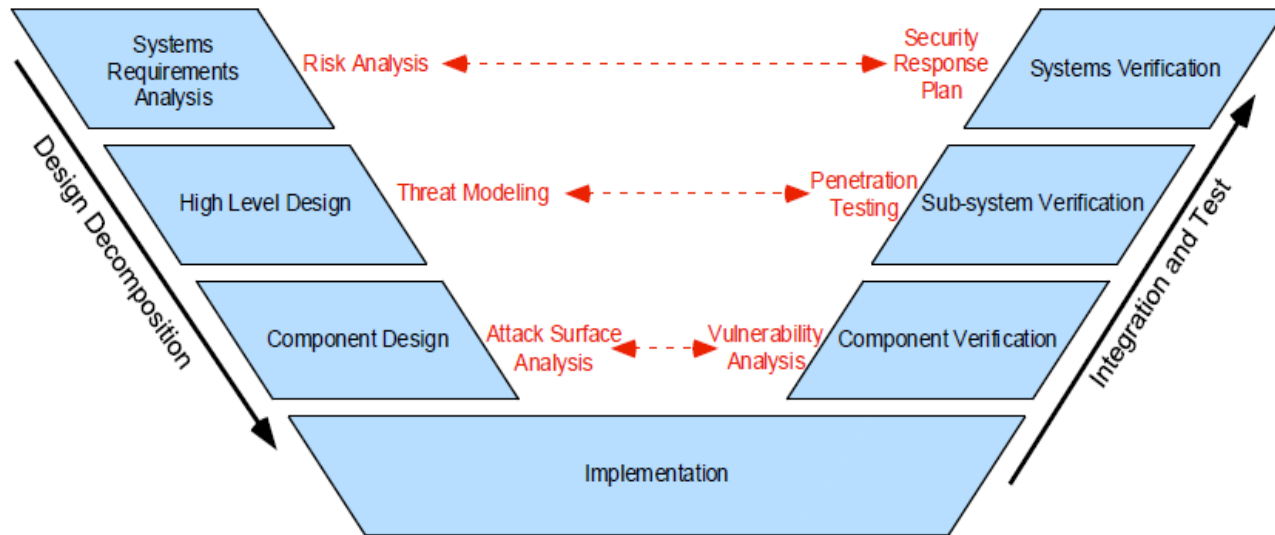 Systems
Requirements
Analysis
Risk Analysis
Security
Response
Plan
Systems Verification
Design Decomposition
High Level Design
Threat Modeling
Penetration
Testing
Sub-system Verification
Integration and Test
Component Design
Attack Surface
Analysis
Vulnerability
Analysis
Component Verification
Implementation